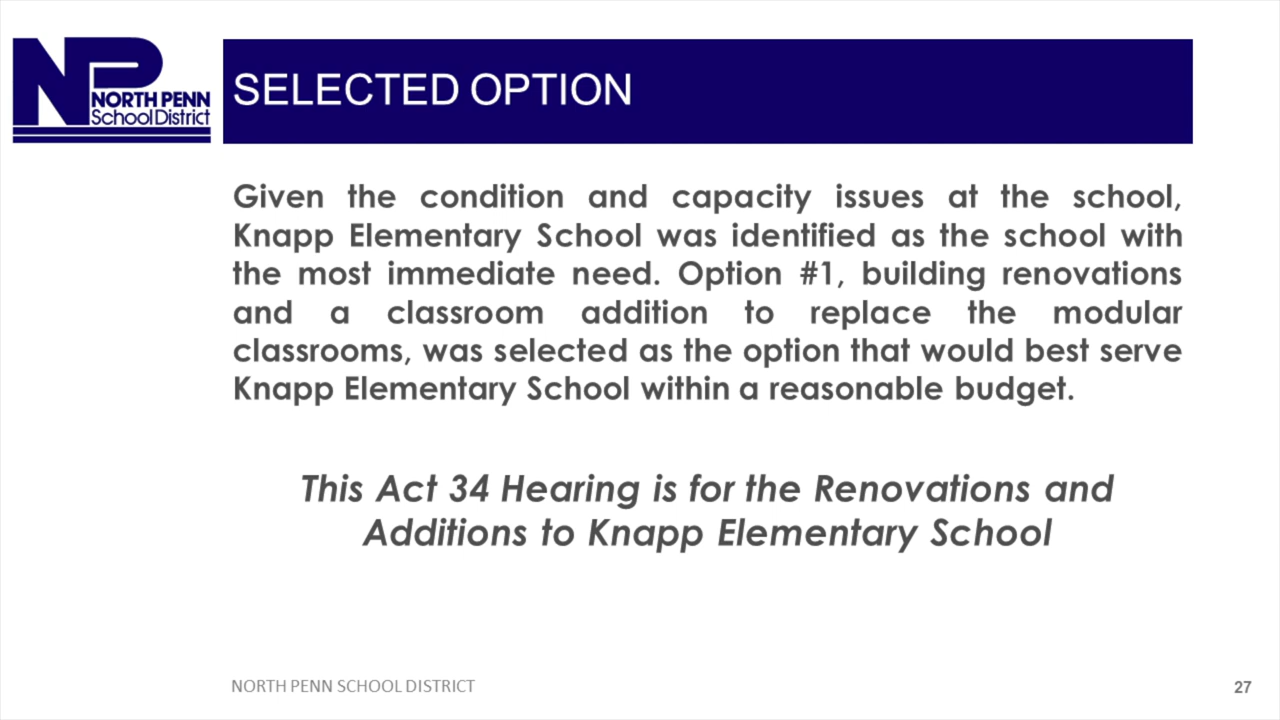 NORTH PENN
School District
SELECTED OPTION
Given the condition and capacity issues at the school,
Knapp Elementary School was identified as the school with
the most immediate need. Option #1, building renovations
and a classroom addition to replace the modular
classrooms, was selected as the option that would best serve
Knapp Elementary School within a reasonable budget.
This Act 34 Hearing is for the Renovations and
Additions to Knapp Elementary School
NORTH PENN SCHOOL DISTRICT
27